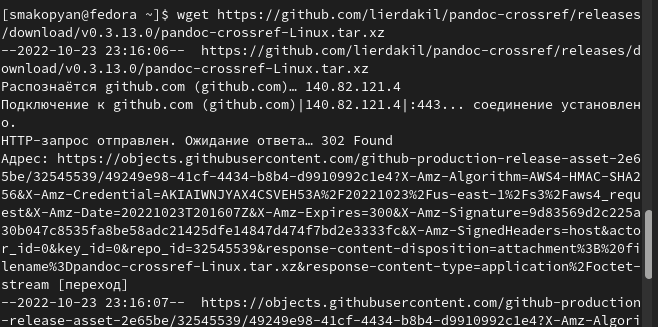 [smakopyan@fedora ~]$ wget https://github.com/lierdakil/pandoc-crossref/releases
/download/v0.3.13.0/pandoc-crossref-Linux.tar.xz
--2022-10-23 23:16:06--  https://github.com/lierdakil/pandoc-crossref/releases/d
ownload/v0.3.13.0/pandoc-crossref-Linux.tar.xz
Распознаётся github.com (github.com)… 140.82.121.4
Подключение к github.com (github.com)|140.82.121.4|:443... соединение установлен
о.
HTTP-запрос отправлен. Ожидание ответа… 302 Found
Адрес: https://objects.githubusercontent.com/github-production-release-asset-2e6
5be/32545539/49249e98-41cf-4434-b8b4-d9910992c1e4?X-Amz-Algorithm=AWS4-HMAC-SHA2
56&X-Amz-Credential=AKIAIWNJYAX4CSVEH53A%2F20221023%2Fus-east-1%2Fs3%2Faws4_requ
est&X-Amz-Date=20221023T201607Z&X-Amz-Expires=300&X-Amz-Signature=9d83569d2c225a
30b047c8535fa8be58adc21425dfe14847d474f7bd2e3333fc&X-Amz-SignedHeaders=host&acto
r_id=0&key_id=0&repo_id=32545539&response-content-disposition=attachment%3B%20fi
lename%3Dpandoc-crossref-Linux.tar.xz&response-content-type=application%2Foctet-
stream [переход]
--2022-10-23 23:16:07--  https://objects.githubusercontent.com/github-production
-release-asset-2e65be/32545539/49249e98-41cf-4434-b8b4-d9910992c1e4?X-Amz-Algori